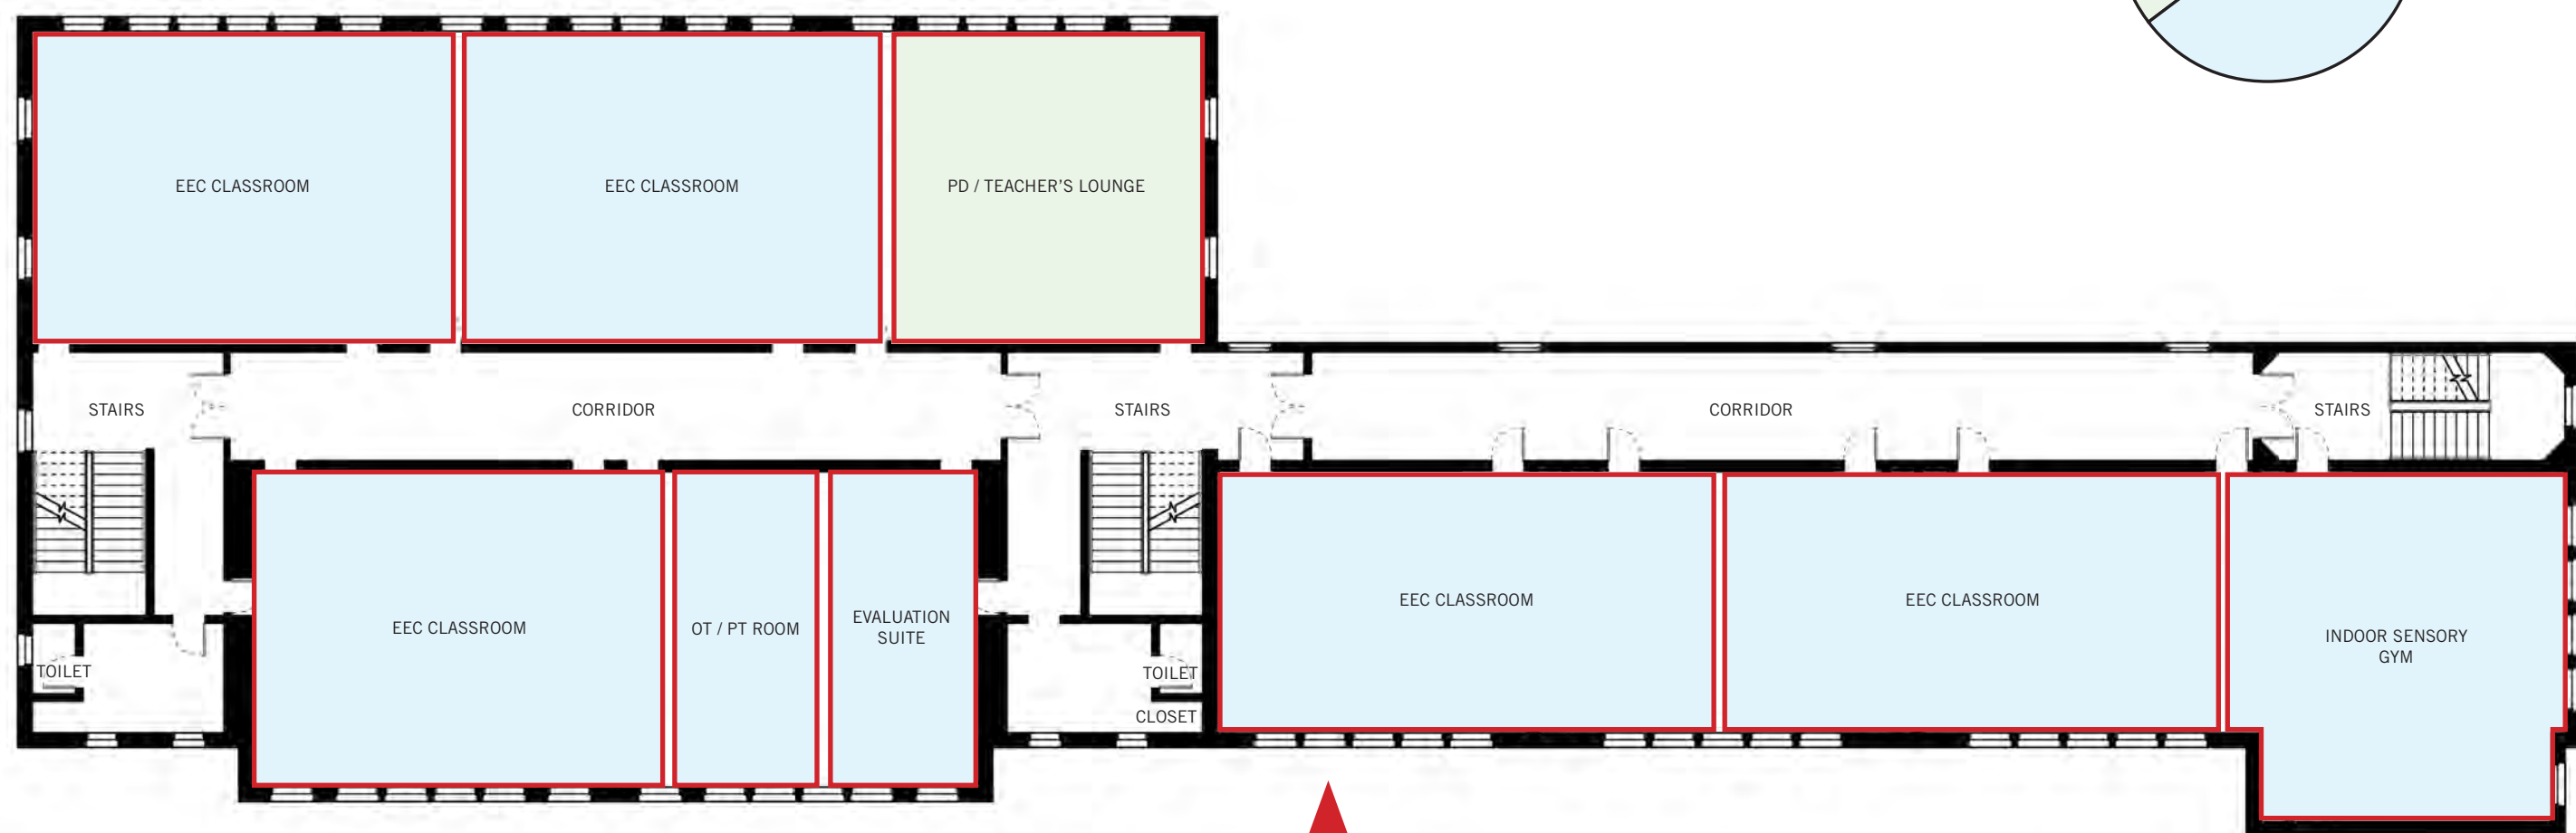 EEC CLASSROOM
EEC CLASSROOM
PD / TEACHER'S LOUNGE
STAIRS
CORRIDOR
STAIRS
CORRIDOR
STAIRS
EEC CLASSROOM
OT / PT ROOM
EVALUATION
SUITE
EEC CLASSROOM
EEC CLASSROOM
INDOOR SENSORY
GYM
TOILET
TOILET
CLOSET